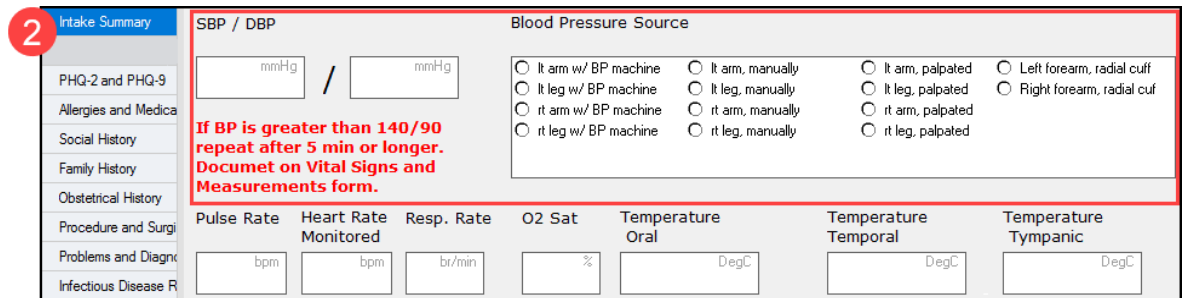 2
Intake Summary
PHQ-2 and PHQ-9
Allergies and Medica
Social History
Family History
Obstetrical History
Procedure and Surgi
Problems and Diagno
Infectious Disease R
SBP / DBP
mmHg / mmHg
If BP is greater than 140/90
repeat after 5 min or longer.
Documet on Vital Signs and
Measurements form.
Blood Pressure Source
lt arm w/ BP machine lt arm, manually lt arm, palpated Left forearm, radial cuff
lt leg w/ BP machine lt leg, manually lt leg, palpated Right forearm, radial cuf
rt arm w/ BP machine rt arm, manually rt arm, palpated
rt leg w/ BP machine rt leg, manually rt leg, palpated
Pulse Rate
bpm
Heart Rate
Monitored
bpm
Resp. Rate
br/min
O2 Sat
%
Temperature
Oral
DegC
Temperature
Temporal
DegC
Temperature
Tympanic
DegC